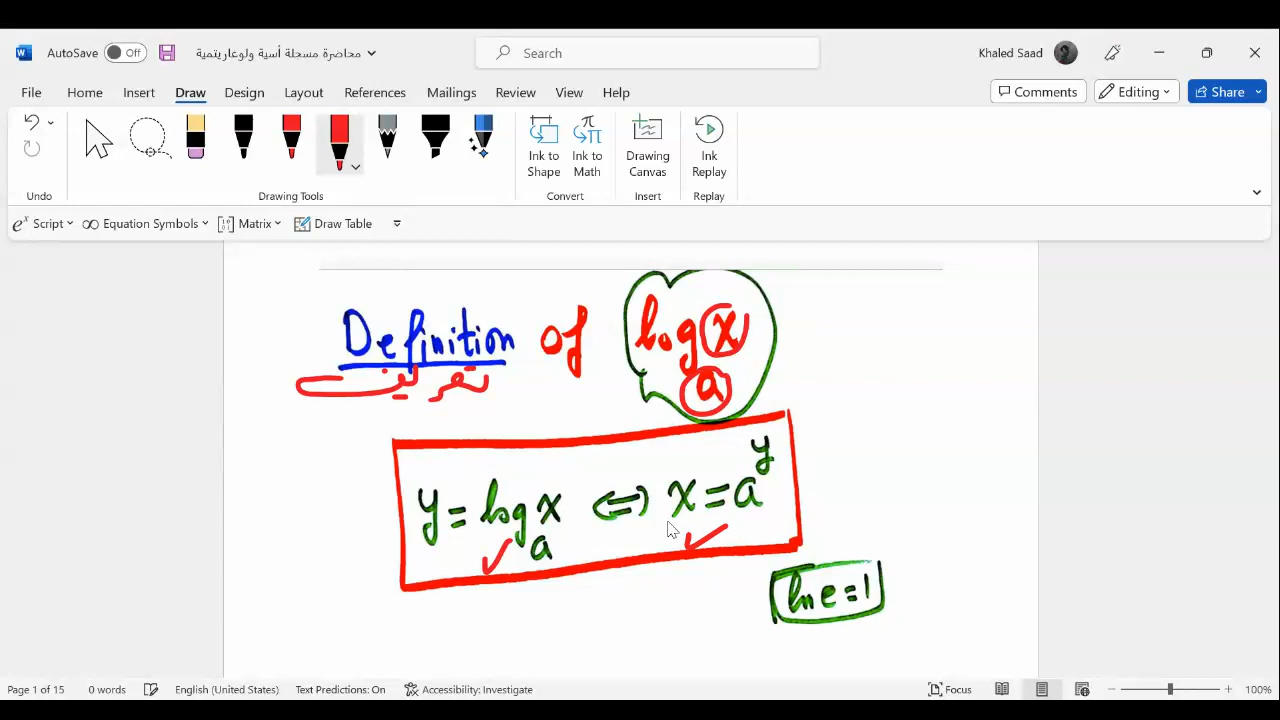 AutoSave Off محاضرة مسجلة أسية ولوغاريتمية Search Khaled Saad
File Home Insert Draw Design Layout References Mailings Review View Help Comments Editing Share
Ink to Shape Ink to Math Drawing Canvas Ink Replay
Undo Drawing Tools Convert Insert Replay
eˣ Script ∞ Equation Symbols Matrix Draw Table
Definition of log x
a
تعريف
y = log x ⇔ x = a^y
a
ln e = 1
Page 1 of 15 0 words English (United States) Text Predictions: On Accessibility: Investigate Focus 100%